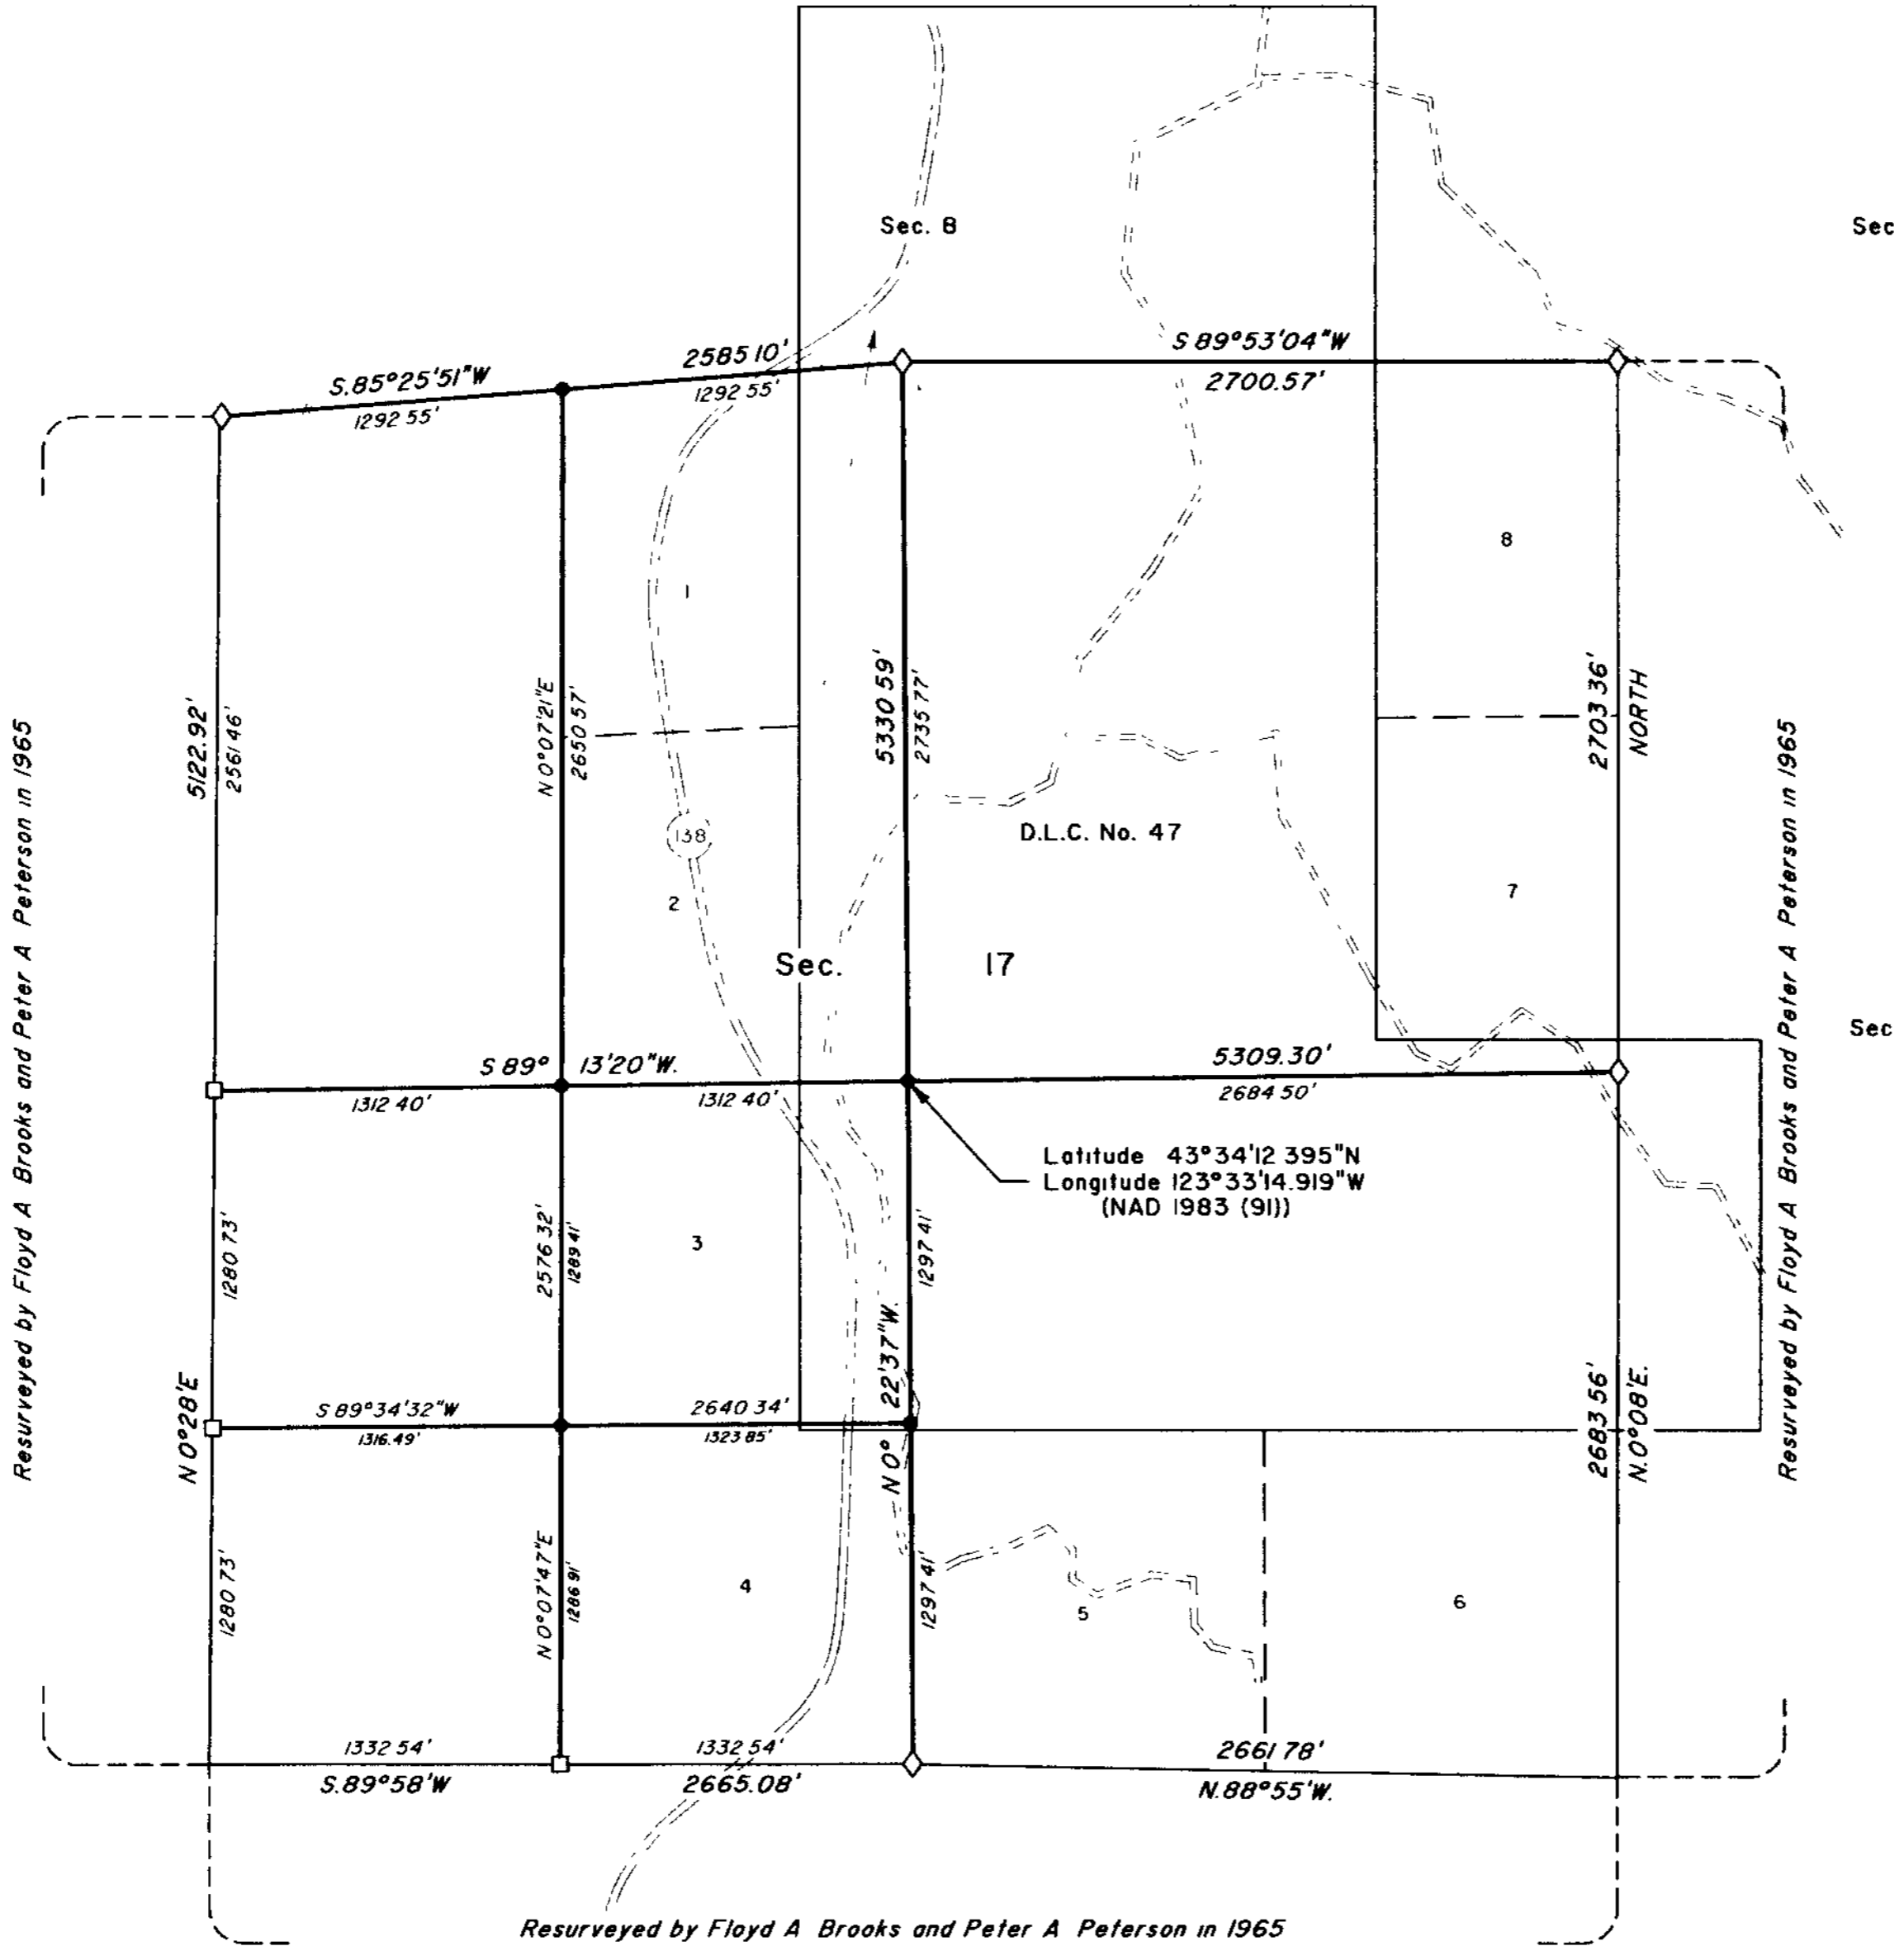 Sec. 8
Sec
S 89°53'04"W
2700.57'
2585 10'
S.85°25'51"W
1292 55'
1292 55'
8
1
5122.92'
2561 46'
N 0°07'21"E
2650 57'
5330 59'
2735 77'
2703 36'
NORTH
Resurveyed by Floyd A Brooks and Peter A Peterson in 1965
Resurveyed by Floyd A Brooks and Peter A Peterson in 1965
138
D.L.C. No. 47
2
7
Sec. 17
Sec
S 89° 13'20"W.
5309.30'
1312 40'
1312 40'
2684 50'
Latitude 43°34'12 395"N
Longitude 123°33'14.919"W
(NAD 1983 (91))
1280 73'
2576 32'
1289 41'
3
1297 41'
N 0° 22'37"W.
N 0°28'E
S 89°34'32"W
2640 34'
1316.49'
1323 85'
2683 56'
N.0°08'E.
1280 73'
N 0°07'47"E
1286 91'
4
1297 41'
5
6
1332 54'
1332 54'
2661 78'
S.89°58'W
2665.08'
N.88°55'W.
Resurveyed by Floyd A Brooks and Peter A Peterson in 1965